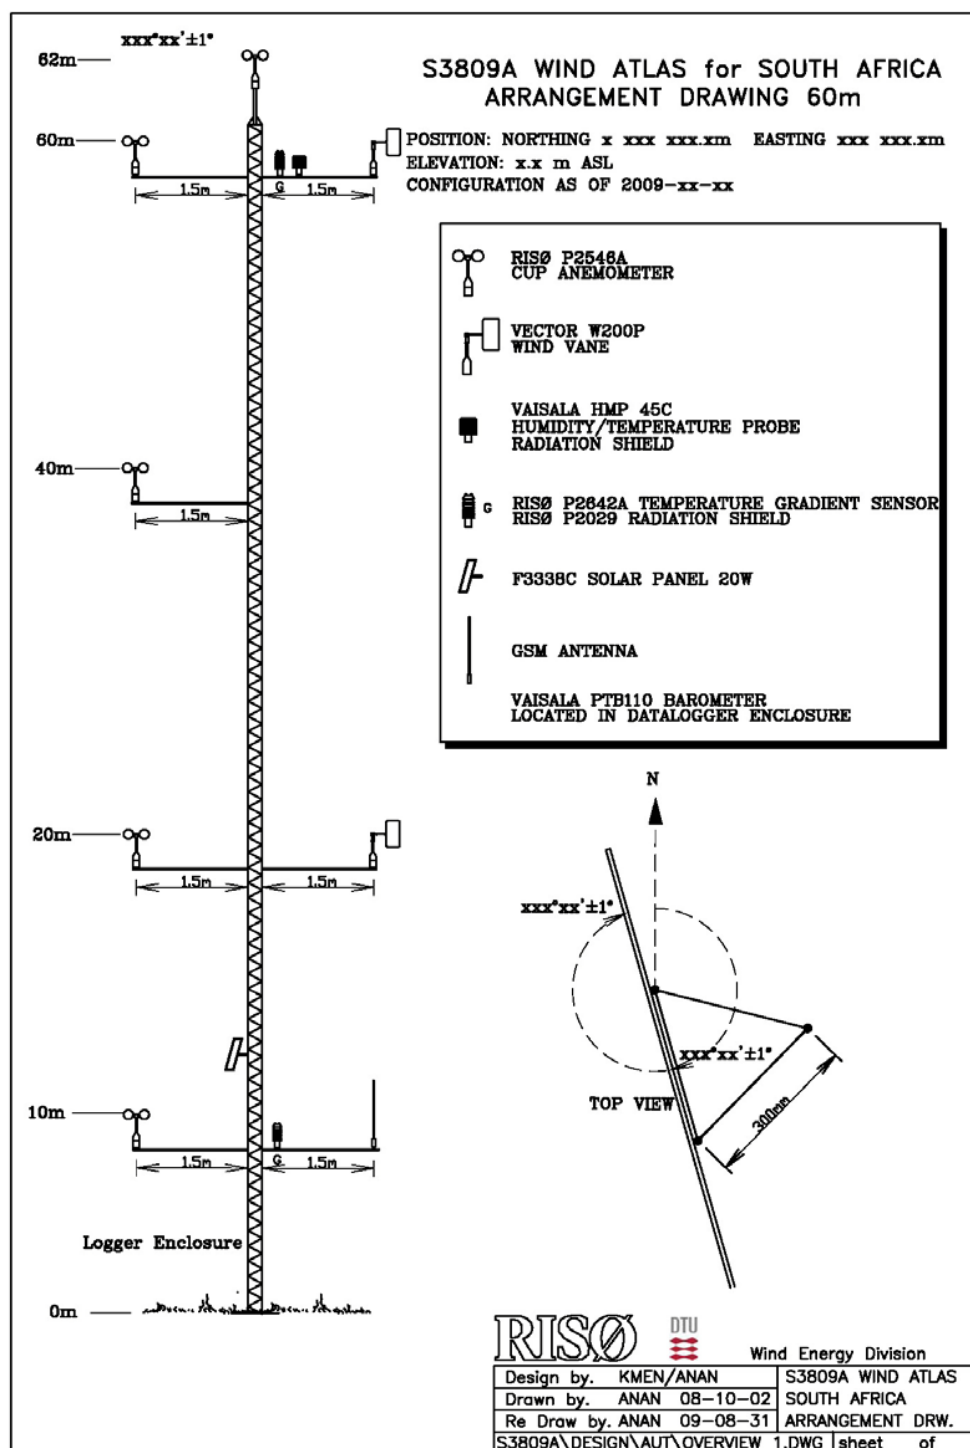 xxx°xx'±1°
62m
S3809A WIND ATLAS for SOUTH AFRICA
ARRANGEMENT DRAWING 60m
60m
POSITION: NORTHING x xxx xxx.xm EASTING xxx xxx.xm
ELEVATION: x.x m ASL
CONFIGURATION AS OF 2009-xx-xx
G
1.5m
1.5m
RISØ P2546A
CUP ANEMOMETER
VECTOR W200P
WIND VANE
VAISALA HMP 45C
HUMIDITY/TEMPERATURE PROBE
RADIATION SHIELD
40m
1.5m
G
RISØ P2642A TEMPERATURE GRADIENT SENSOR
RISØ P2029 RADIATION SHIELD
F3338C SOLAR PANEL 20W
GSM ANTENNA
VAISALA PTB110 BAROMETER
LOCATED IN DATALOGGER ENCLOSURE
20m
1.5m
1.5m
N
xxx°xx'±1°
xxx°xx'±1°
TOP VIEW
300mm
10m
G
1.5m
1.5m
Logger Enclosure
0m
RISØ
DTU
Wind Energy Division
Design by. KMEN/ANAN
S3809A WIND ATLAS
Drawn by. ANAN 08-10-02
SOUTH AFRICA
Re Draw by. ANAN 09-08-31
ARRANGEMENT DRW.
S3809A\DESIGN\AUT\OVERVIEW 1.DWG
sheet of